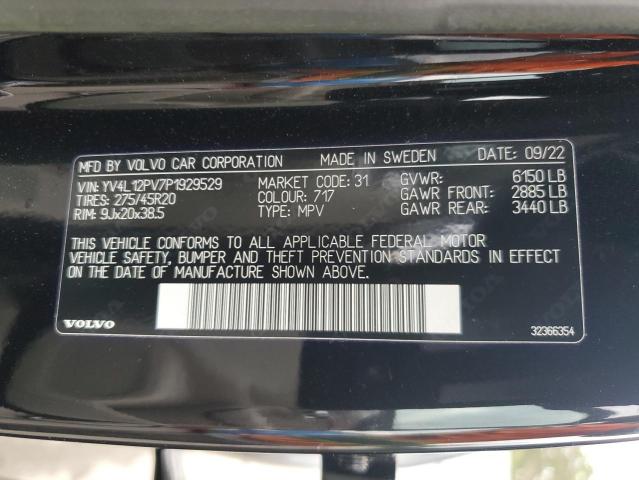 MFD BY VOLVO CAR CORPORATION MADE IN SWEDEN DATE: 09/22
VIN: YV4L12PV7P1929529 MARKET CODE: 31 GVWR: 6150 LB
TIRES: 275/45R20 COLOUR: 717 GAWR FRONT: 2885 LB
RIM: 9Jx20x38.5 TYPE: MPV GAWR REAR: 3440 LB
THIS VEHICLE CONFORMS TO ALL APPLICABLE FEDERAL MOTOR
VEHICLE SAFETY, BUMPER AND THEFT PREVENTION STANDARDS IN EFFECT
ON THE DATE OF MANUFACTURE SHOWN ABOVE.
VOLVO 32366354